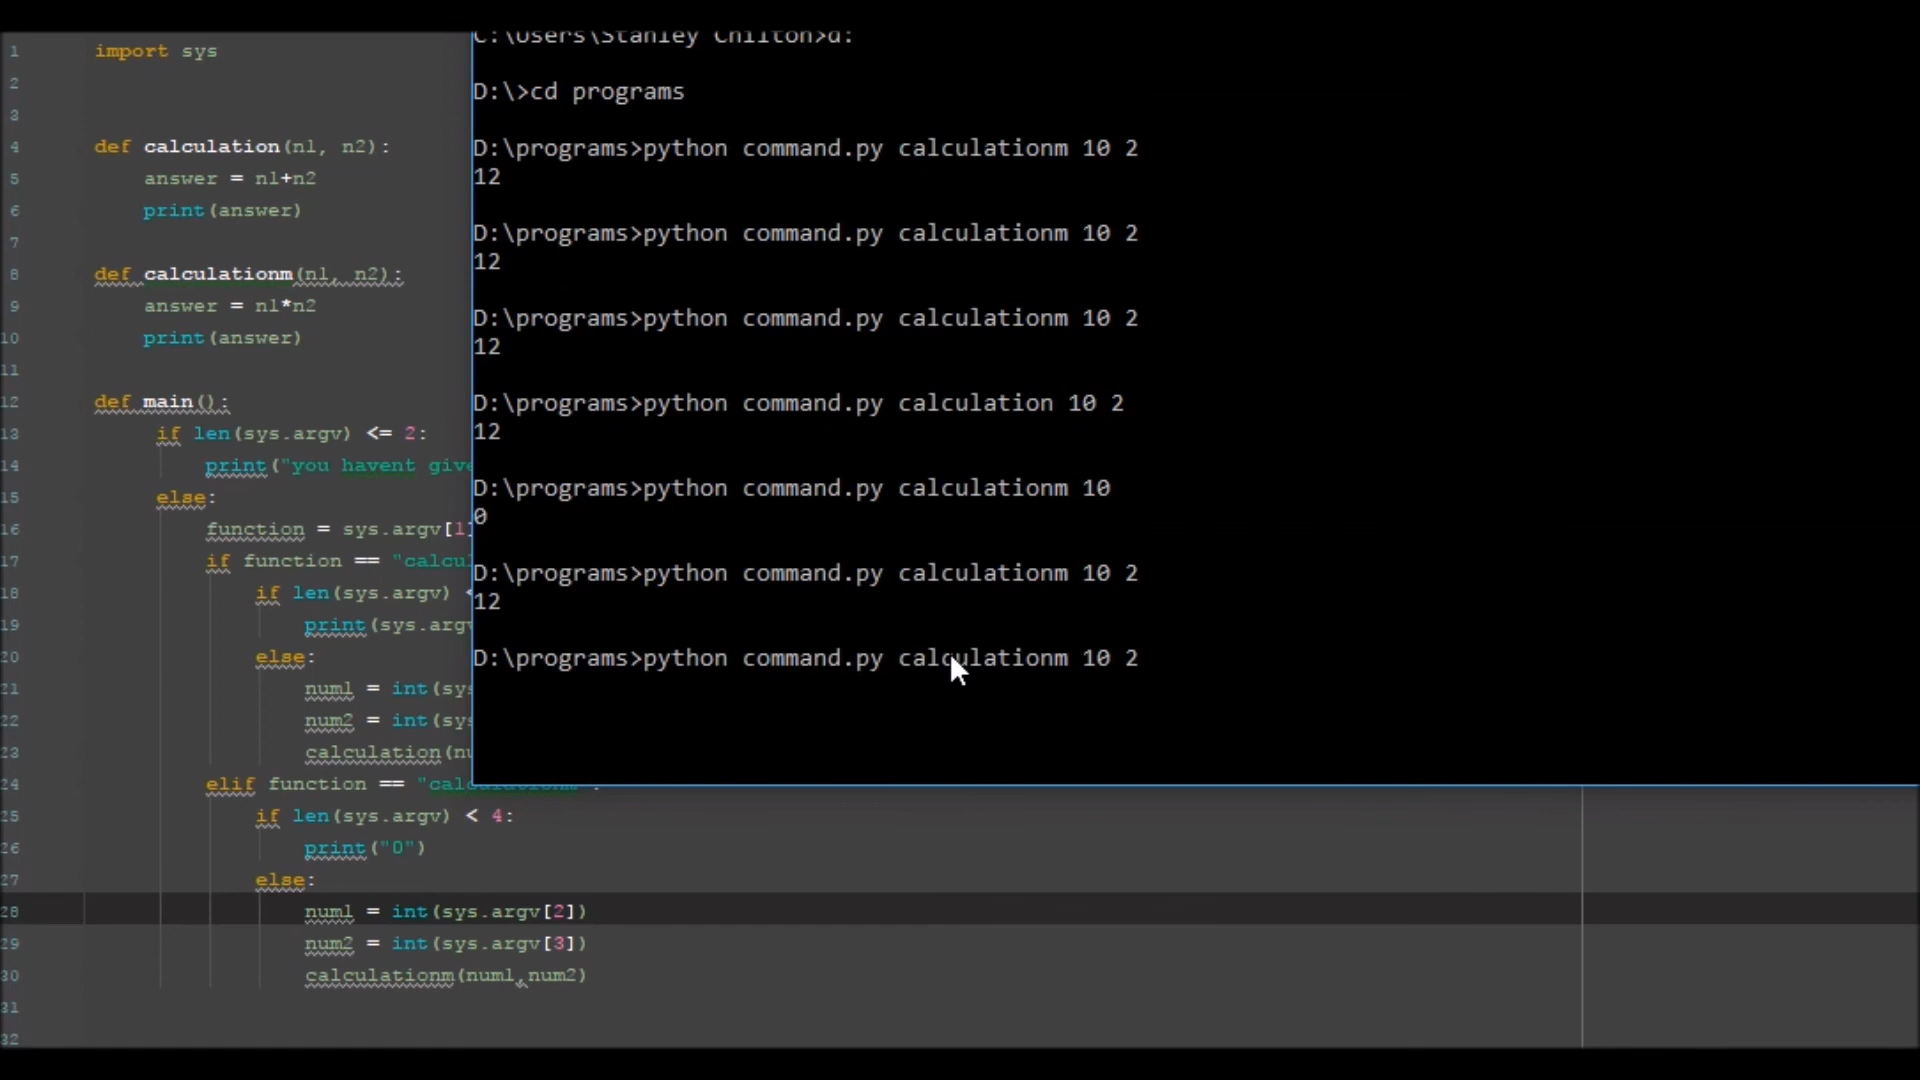 1 import sys
2
3
4 def calculation(n1, n2):
5 answer = n1+n2
6 print(answer)
7
8 def calculationm(n1, n2):
9 answer = n1*n2
10 print(answer)
11
12 def main():
13 if len(sys.argv) <= 2:
14 print("you havent give
15 else:
16 function = sys.argv[1]
17 if function == "calcul
18 if len(sys.argv) <
19 print(sys.argv
20 else:
21 num1 = int(sys
22 num2 = int(sys
23 calculation(nu
24 elif function ==
25 if len(sys.argv) < 4:
26 print("0")
27 else:
28 num1 = int(sys.argv[2])
29 num2 = int(sys.argv[3])
30 calculationm(num1,num2)
31
32
C:\Users\Stanley Chilton>d:
D:\>cd programs
D:\programs>python command.py calculationm 10 2
12
D:\programs>python command.py calculationm 10 2
12
D:\programs>python command.py calculationm 10 2
12
D:\programs>python command.py calculation 10 2
12
D:\programs>python command.py calculationm 10
0
D:\programs>python command.py calculationm 10 2
12
D:\programs>python command.py calculationm 10 2